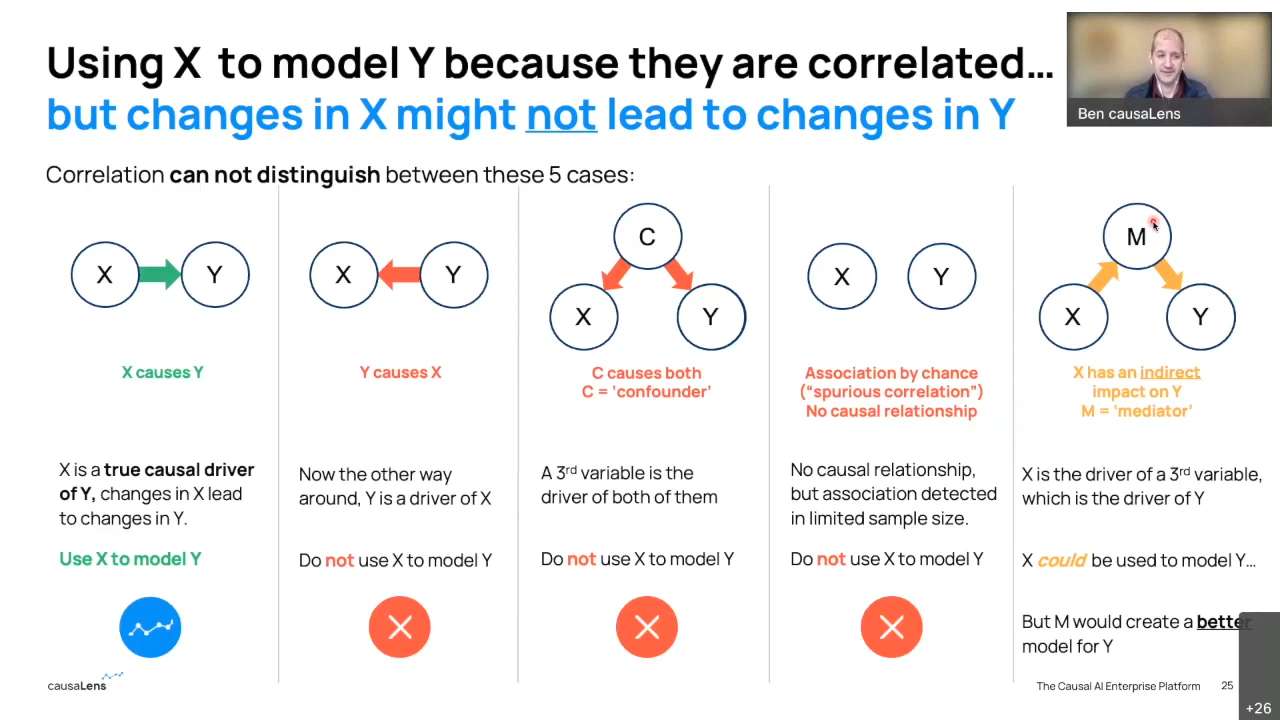 Using X to model Y because they are correlated...
but changes in X might not lead to changes in Y
Ben causaLens
Correlation can not distinguish between these 5 cases:
X
Y
X causes Y
X is a true causal driver
of Y, changes in X lead
to changes in Y.
Use X to model Y
X
Y
Y causes X
Now the other way
around, Y is a driver of X
Do not use X to model Y
C
X
Y
C causes both
C = ‘confounder’
A 3rd variable is the
driver of both of them
Do not use X to model Y
X
Y
Association by chance
(“spurious correlation”)
No causal relationship
No causal relationship,
but association detected
in limited sample size.
Do not use X to model Y
M
X
Y
X has an indirect
impact on Y
M = ‘mediator’
X is the driver of a 3rd variable,
which is the driver of Y
X could be used to model Y...
But M would create a better
model for Y
causaLens
The Causal AI Enterprise Platform
25
+26